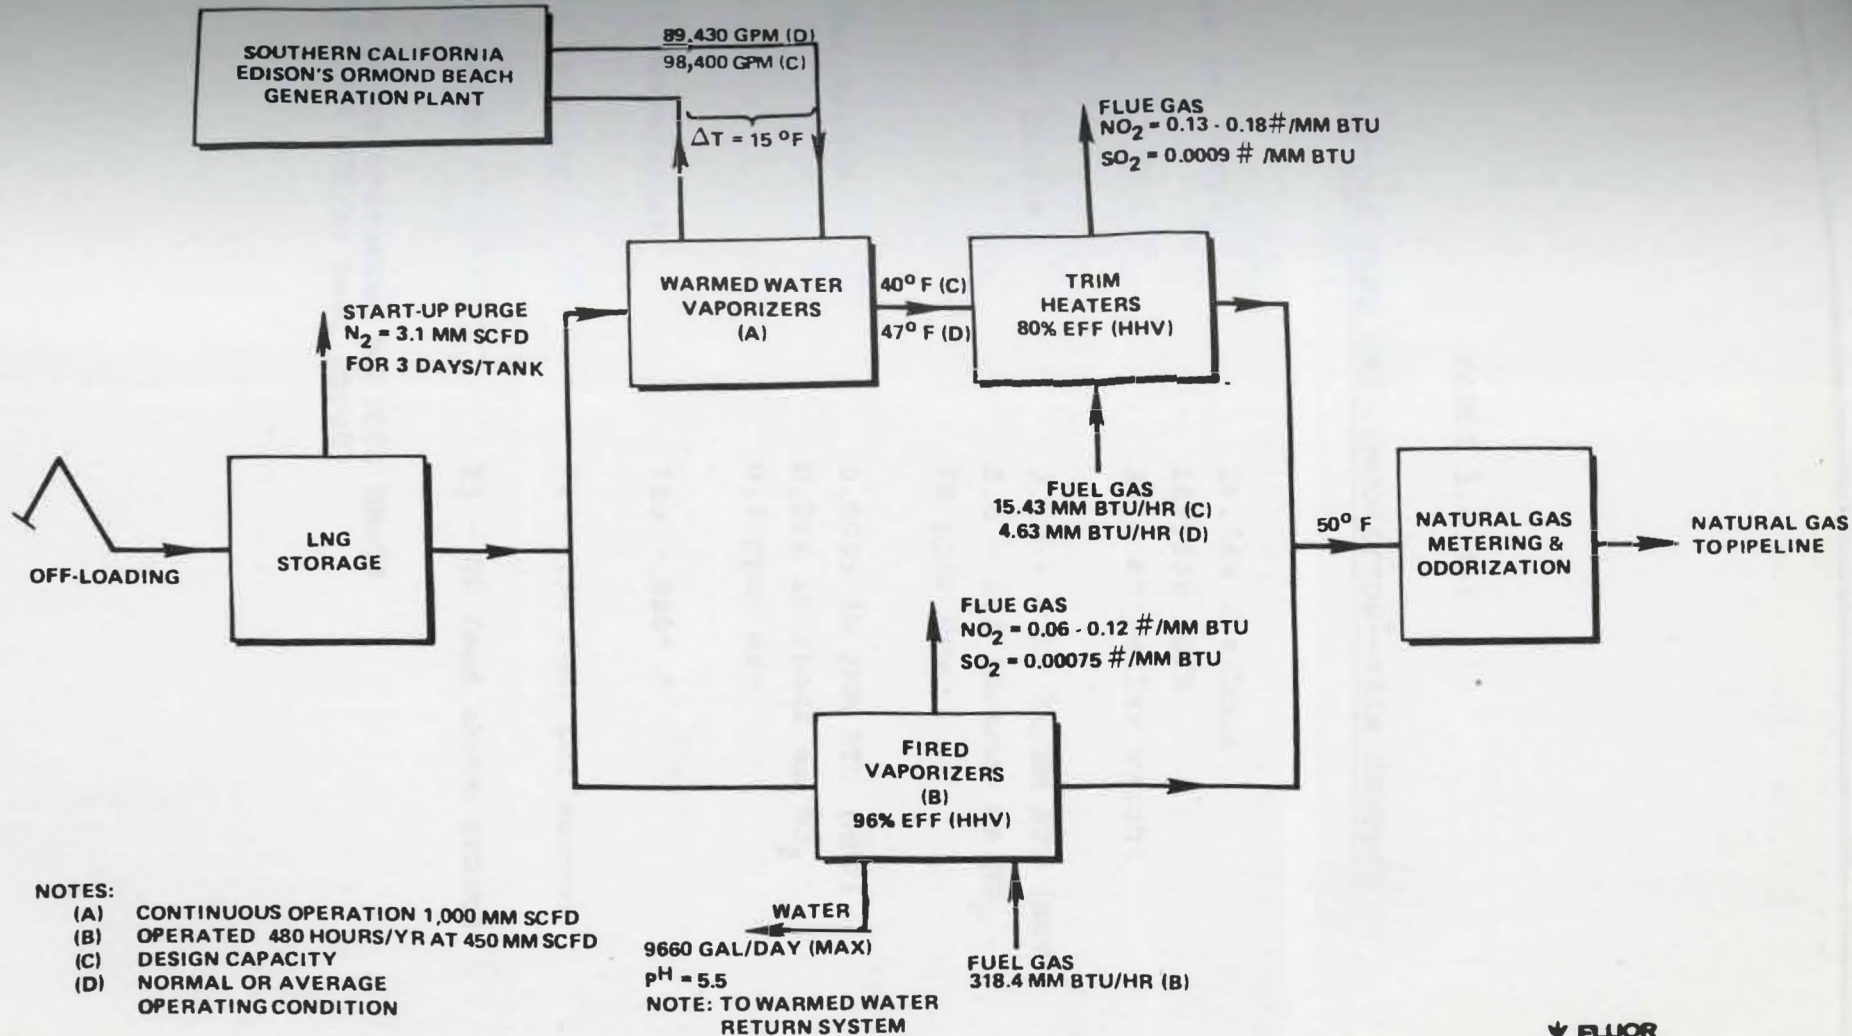 SOUTHERN CALIFORNIA
EDISON'S ORMOND BEACH
GENERATION PLANT
89,430 GPM (D)
98,400 GPM (C)
ΔT = 15 °F
FLUE GAS
NO2 = 0.13 - 0.18#/MM BTU
SO2 = 0.0009 # /MM BTU
START-UP PURGE
N2 = 3.1 MM SCFD
FOR 3 DAYS/TANK
WARMED WATER
VAPORIZERS
(A)
40° F (C)
47° F (D)
TRIM
HEATERS
80% EFF (HHV)
FUEL GAS
15.43 MM BTU/HR (C)
4.63 MM BTU/HR (D)
OFF-LOADING
LNG
STORAGE
50° F
NATURAL GAS
METERING &
ODORIZATION
NATURAL GAS
TO PIPELINE
FLUE GAS
NO2 = 0.06 - 0.12 #/MM BTU
SO2 = 0.00075 #/MM BTU
FIRED
VAPORIZERS
(B)
96% EFF (HHV)
WATER
9660 GAL/DAY (MAX)
pH = 5.5
NOTE: TO WARMED WATER
RETURN SYSTEM
FUEL GAS
318.4 MM BTU/HR (B)
NOTES:
(A) CONTINUOUS OPERATION 1,000 MM SCFD
(B) OPERATED 480 HOURS/YR AT 450 MM SCFD
(C) DESIGN CAPACITY
(D) NORMAL OR AVERAGE
OPERATING CONDITION
FLUOR